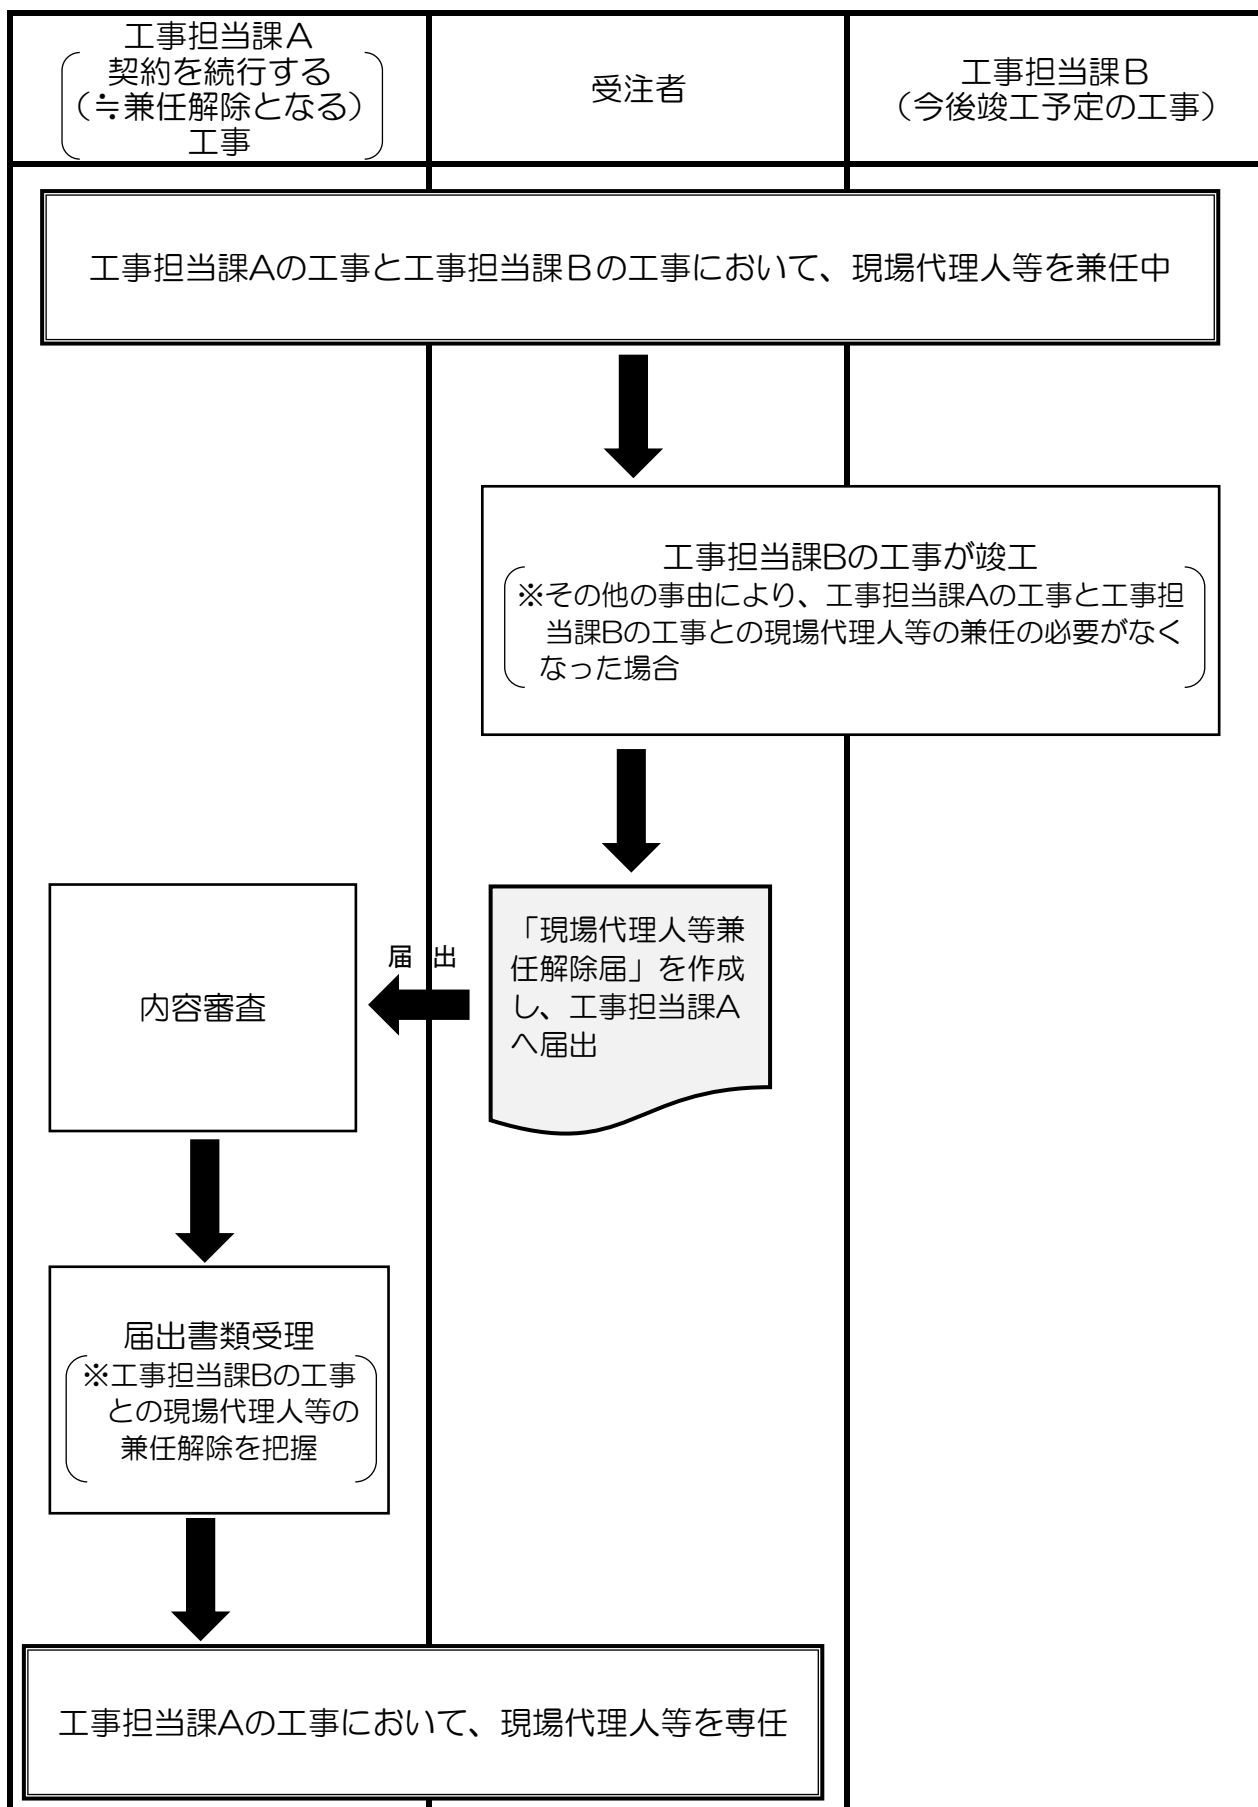 工事担当課A
契約を続行する
(≒兼任解除となる)
工事
受注者
工事担当課B
(今後竣工予定の工事)
工事担当課Aの工事と工事担当課Bの工事において、現場代理人等を兼任中
工事担当課Bの工事が竣工
※その他の事由により、工事担当課Aの工事と工事担
当課Bの工事との現場代理人等の兼任の必要がなく
なった場合
「現場代理人等兼
任解除届」を作成
し、工事担当課A
へ届出
届 出
内容審査
届出書類受理
※工事担当課Bの工事
との現場代理人等の
兼任解除を把握
工事担当課Aの工事において、現場代理人等を専任